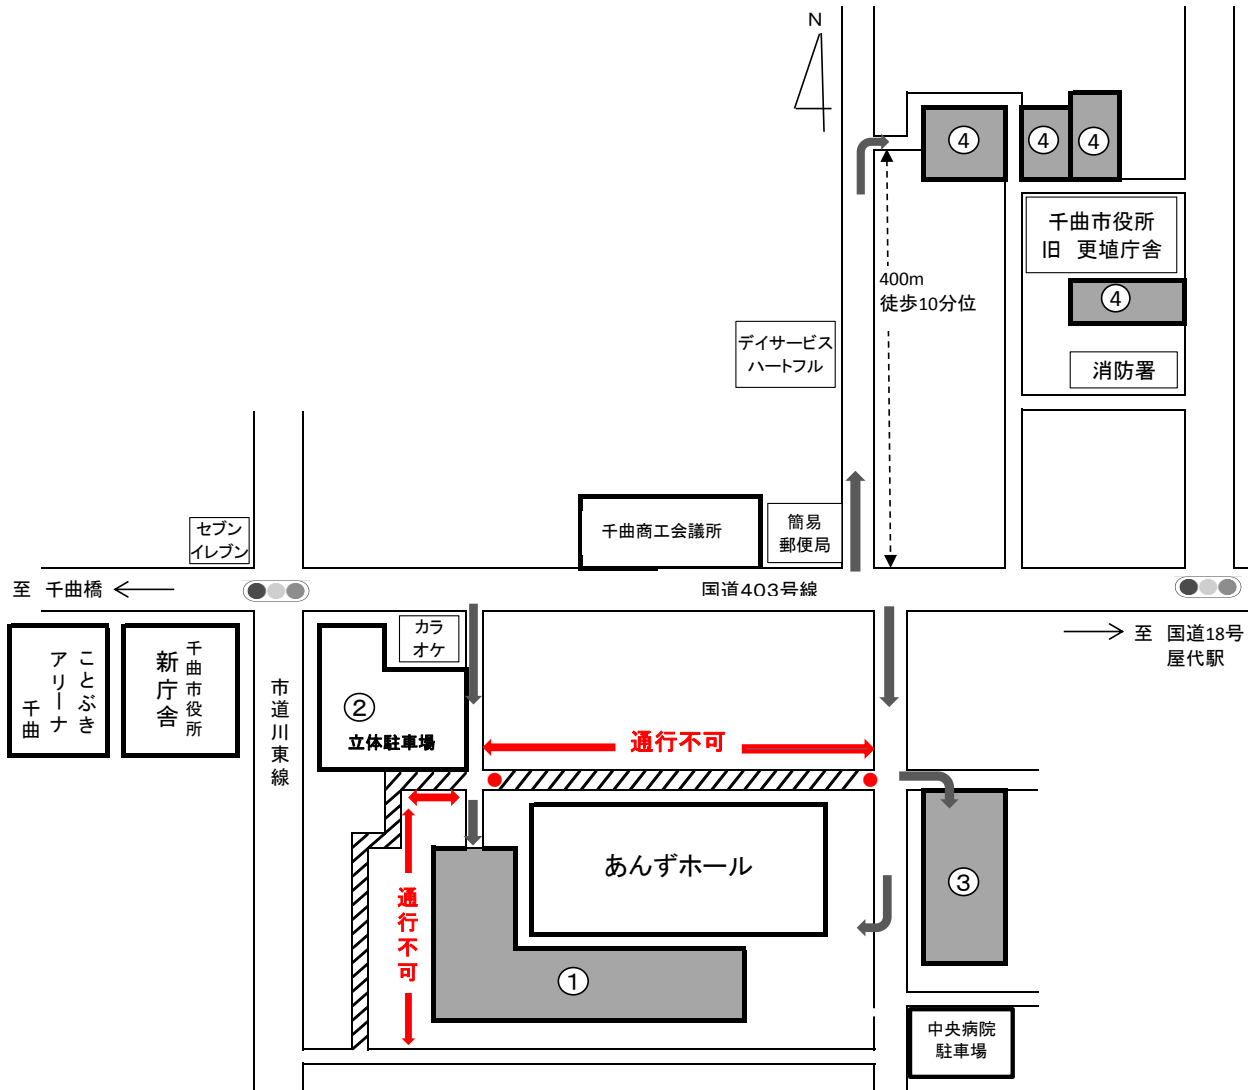 N
④
④
④
千曲市役所
旧 更埴庁舎
④
400m
徒歩10分位
デイサービス
ハートフル
消防署
セブン
イレブン
千曲商工会議所
簡易
郵便局
至 千曲橋
国道403号線
至 国道18号
屋代駅
カラ
オケ
ことぶき
アリーナ
千曲
千曲市役所
新庁舎
市道川東線
②
立体駐車場
通行不可
あんずホール
通行不可
③
①
中央病院
駐車場